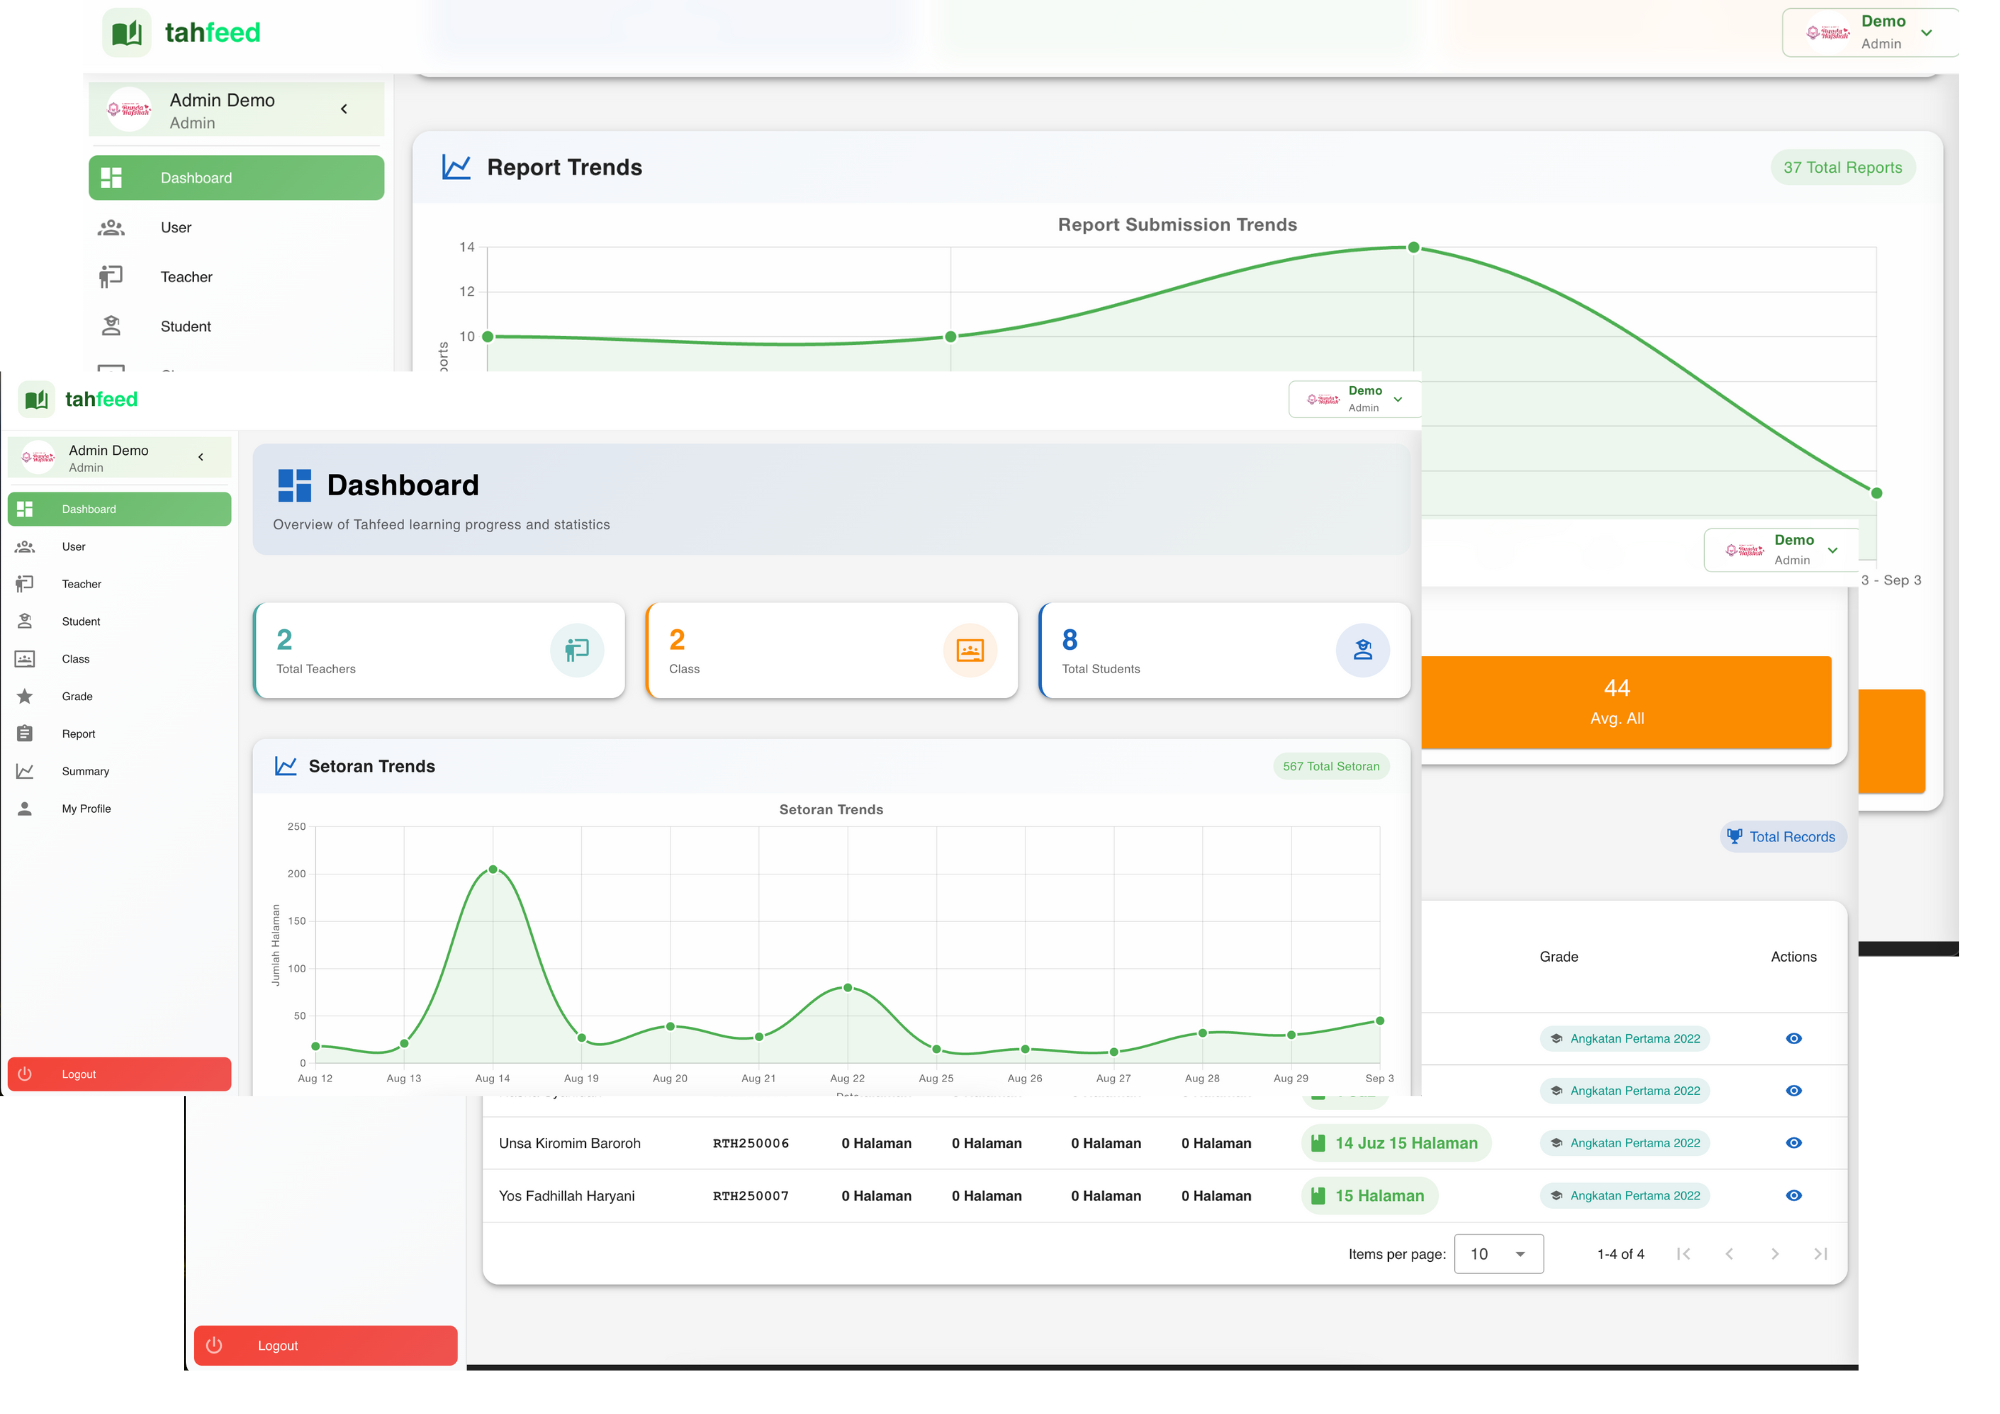 tahfeed
Demo
Admin
Admin Demo
Admin
Dashboard
User
Teacher
Student
Report Trends
37 Total Reports
Report Submission Trends
14
12
10
3 - Sep 3
tahfeed
Demo
Admin
Admin Demo
Admin
Dashboard
User
Teacher
Student
Class
Grade
Report
Summary
My Profile
Logout
Dashboard
Overview of Tahfeed learning progress and statistics
2
Total Teachers
2
Class
8
Total Students
Setoran Trends
567 Total Setoran
Setoran Trends
Jumlah Halaman
250
200
150
100
50
0
Aug 12 Aug 13 Aug 14 Aug 19 Aug 20 Aug 21 Aug 22 Aug 25 Aug 26 Aug 27 Aug 28 Aug 29 Sep 3
Demo
Admin
44
Avg. All
Total Records
Grade Actions
Angkatan Pertama 2022
Angkatan Pertama 2022
Unsa Kiromim Baroroh RTH250006 0 Halaman 0 Halaman 0 Halaman 0 Halaman 14 Juz 15 Halaman Angkatan Pertama 2022
Yos Fadhillah Haryani RTH250007 0 Halaman 0 Halaman 0 Halaman 0 Halaman 15 Halaman Angkatan Pertama 2022
Items per page: 10 1-4 of 4
Logout